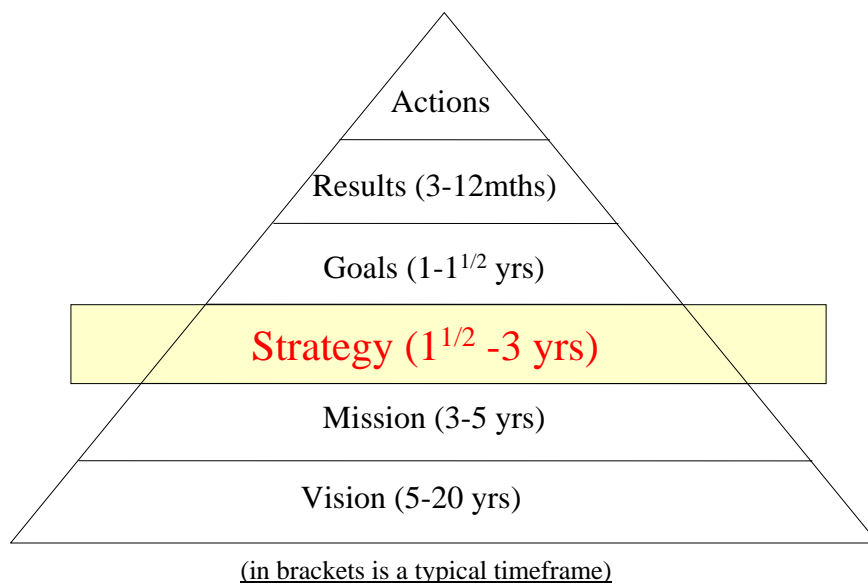 Actions
Results (3-12mths)
Goals (1-1^1/2 yrs)
Strategy (1^1/2 -3 yrs)
Mission (3-5 yrs)
Vision (5-20 yrs)
(in brackets is a typical timeframe)